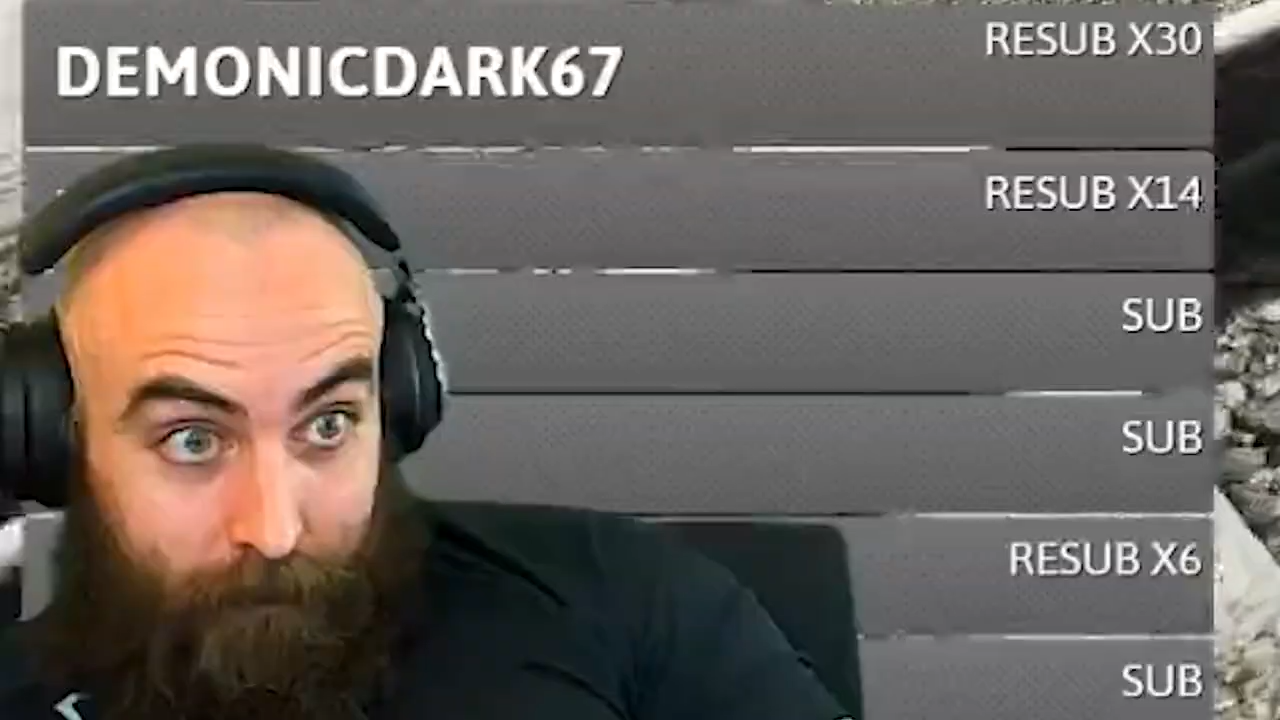 DEMONICDARK67
RESUB X30
RESUB X14
SUB
SUB
RESUB X6
SUB